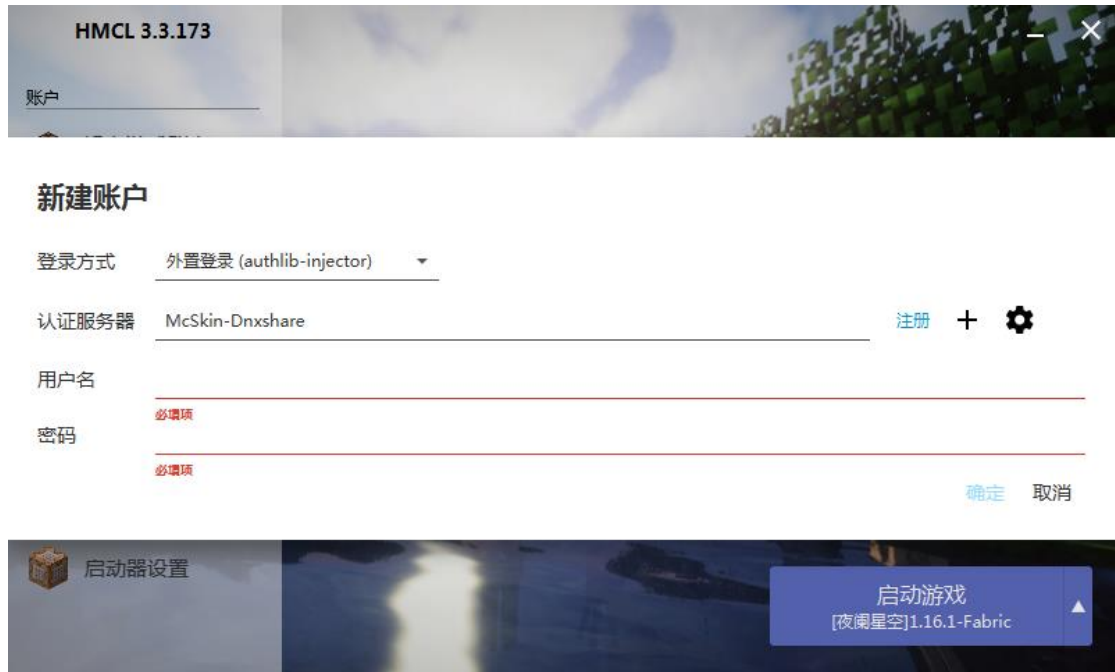 HMCL 3.3.173
账户
新建账户
登录方式 外置登录 (authlib-injector)
认证服务器 McSkin-Dnxshare 注册
用户名
必填项
密码
必填项
确定 取消
启动器设置
启动游戏
[夜阑星空]1.16.1-Fabric